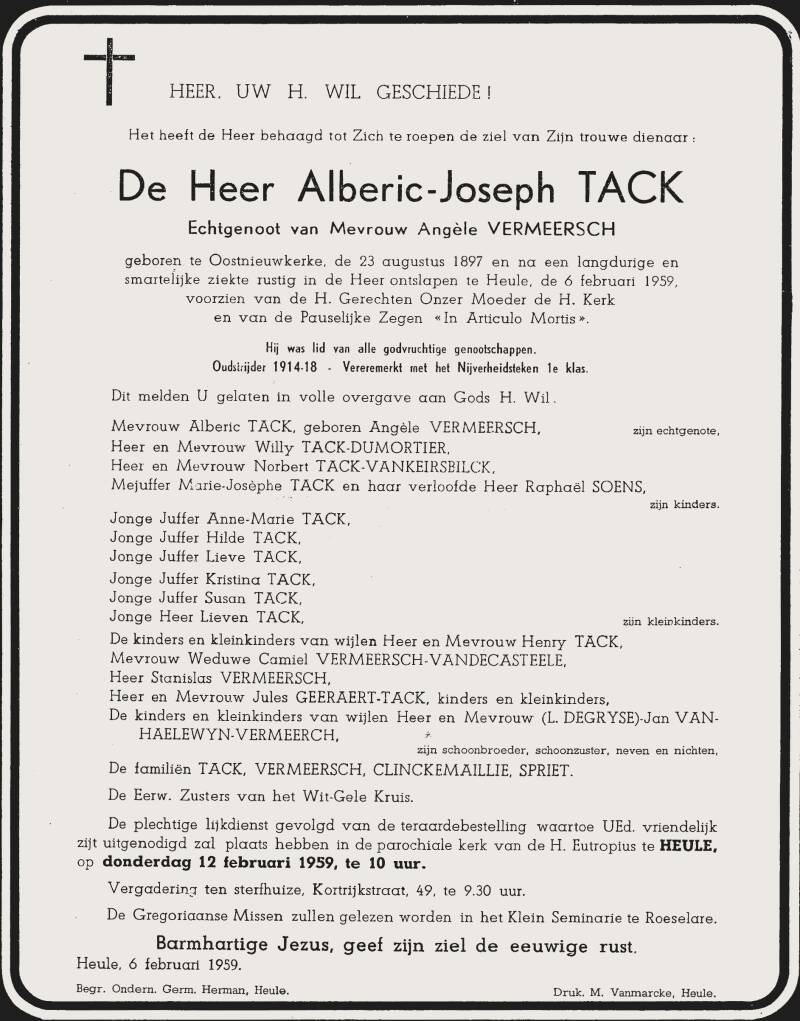 HEER, UW H. WIL GESCHIEDE !
Het heeft de Heer behaagd tot Zich te roepen de ziel van Zijn trouwe dienaar :
De Heer Alberic-Joseph TACK
Echtgenoot van Mevrouw Angèle VERMEERSCH
geboren te Oostnieuwkerke, de 23 augustus 1897 en na een langdurige en
smartelijke ziekte rustig in de Heer ontslapen te Heule, de 6 februari 1959,
voorzien van de H. Gerechten Onzer Moeder de H. Kerk
en van de Pauselijke Zegen «In Articulo Mortis».
Hij was lid van alle godvruchtige genootschappen.
Oudstrijder 1914-18 - Vereremerkt met het Nijverheidsteken 1e klas.
Dit melden U gelaten in volle overgave aan Gods H. Wil.
Mevrouw Alberic TACK, geboren Angèle VERMEERSCH,
zijn echtgenote,
Heer en Mevrouw Willy TACK-DUMORTIER,
Heer en Mevrouw Norbert TACK-VANKEIRSBILCK,
Mejuffer Marie-Josèphe TACK en haar verloofde Heer Raphaël SOENS,
zijn kinders.
Jonge Juffer Anne-Marie TACK,
Jonge Juffer Hilde TACK,
Jonge Juffer Lieve TACK,
Jonge Juffer Kristina TACK,
Jonge Juffer Susan TACK,
Jonge Heer Lieven TACK,
zijn kleinkinders.
De kinders en kleinkinders van wijlen Heer en Mevrouw Henry TACK,
Mevrouw Weduwe Camiel VERMEERSCH-VANDECASTEELE,
Heer Stanislas VERMEERSCH,
Heer en Mevrouw Jules GEERAERT-TACK, kinders en kleinkinders,
De kinders en kleinkinders van wijlen Heer en Mevrouw (L. DEGRYSE)-Jan VAN-
HAELEWYN-VERMEERCH,
zijn schoonbroeder, schoonzuster, neven en nichten,
De familiën TACK, VERMEERSCH, CLINCKEMAILLIE, SPRIET.
De Eerw. Zusters van het Wit-Gele Kruis.
De plechtige lijkdienst gevolgd van de teraardebestelling waartoe UEd. vriendelijk
zijt uitgenodigd zal plaats hebben in de parochiale kerk van de H. Eutropius te HEULE,
op donderdag 12 februari 1959, te 10 uur.
Vergadering ten sterfhuize, Kortrijkstraat, 49, te 9.30 uur.
De Gregoriaanse Missen zullen gelezen worden in het Klein Seminarie te Roeselare.
Barmhartige Jezus, geef zijn ziel de eeuwige rust.
Heule, 6 februari 1959.
Begr. Ondern. Germ. Herman, Heule.
Druk. M. Vanmarcke, Heule.